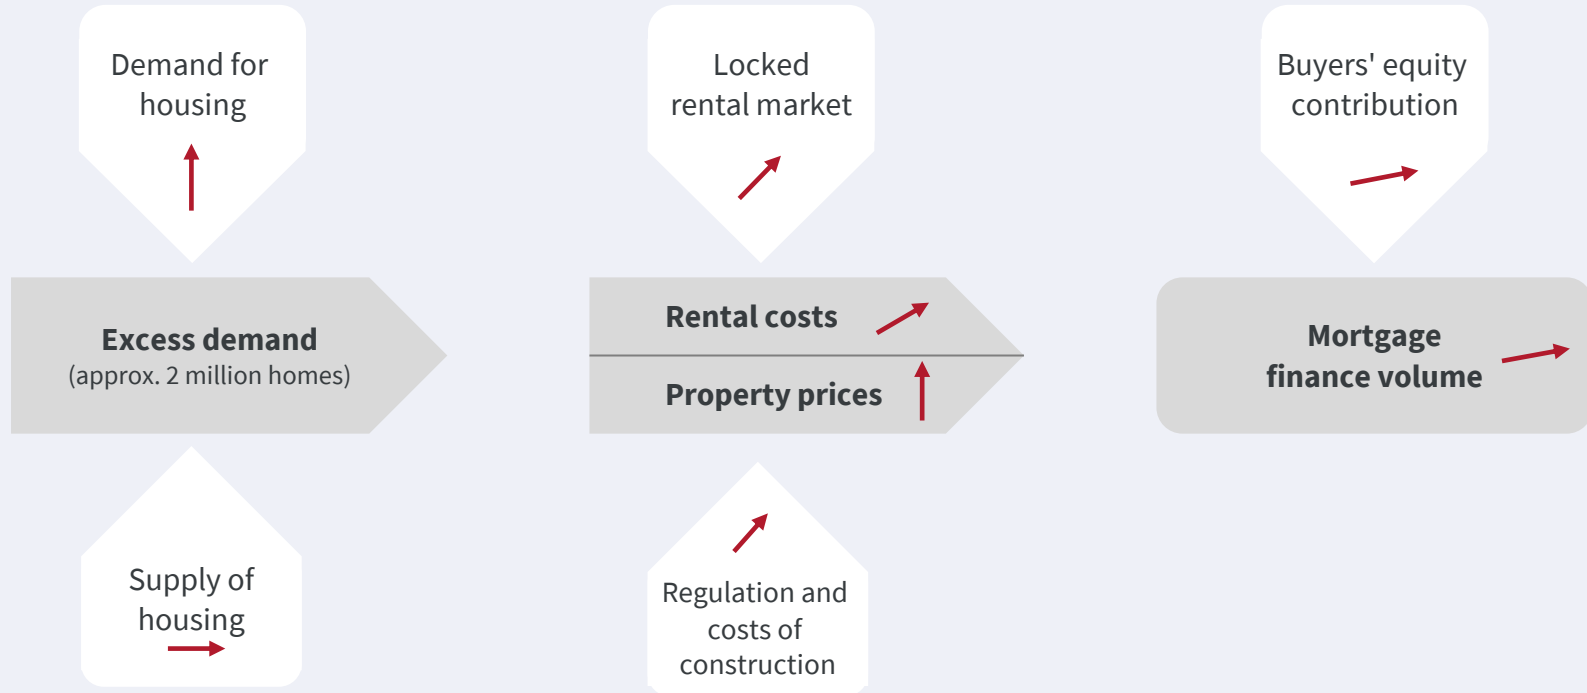 Demand for
housing
Locked
rental market
Buyers' equity
contribution
Excess demand
(approx. 2 million homes)
Rental costs
Property prices
Mortgage
finance volume
Supply of
housing
Regulation and
costs of
construction